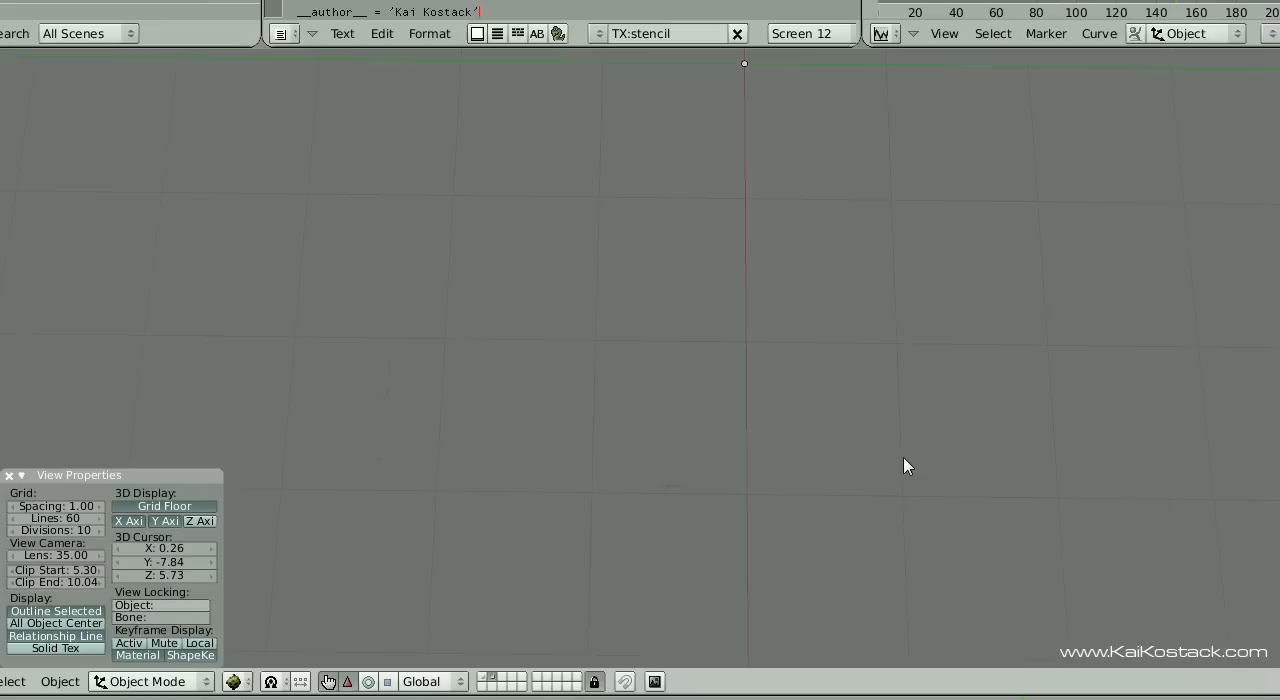 __author__ = 'Kai Kostack'
20 40 60 80 100 120 140 160 180 20
earch All Scenes Text Edit Format AB TX:stencil Screen 12 View Select Marker Curve Object
View Properties
Grid:
Spacing: 1.00
Lines: 60
Divisions: 10
View Camera:
Lens: 35.00
Clip Start: 5.30
Clip End: 10.04
Display:
Outline Selected
All Object Center
Relationship Line
Solid Tex
3D Display:
Grid Floor
X Axi Y Axi Z Axi
3D Cursor:
X: 0.26
Y: -7.84
Z: 5.73
View Locking:
Object:
Bone:
Keyframe Display:
Activ Mute Local
Material ShapeKe
www.KaiKostack.com
elect Object Object Mode Global